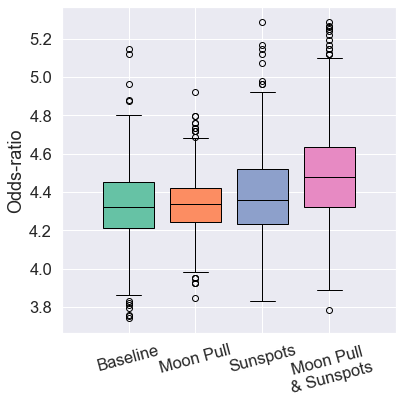 Odds-ratio
5.2
5.0
4.8
4.6
4.4
4.2
4.0
3.8
Baseline
Moon Pull
Sunspots
Moon Pull
& Sunspots